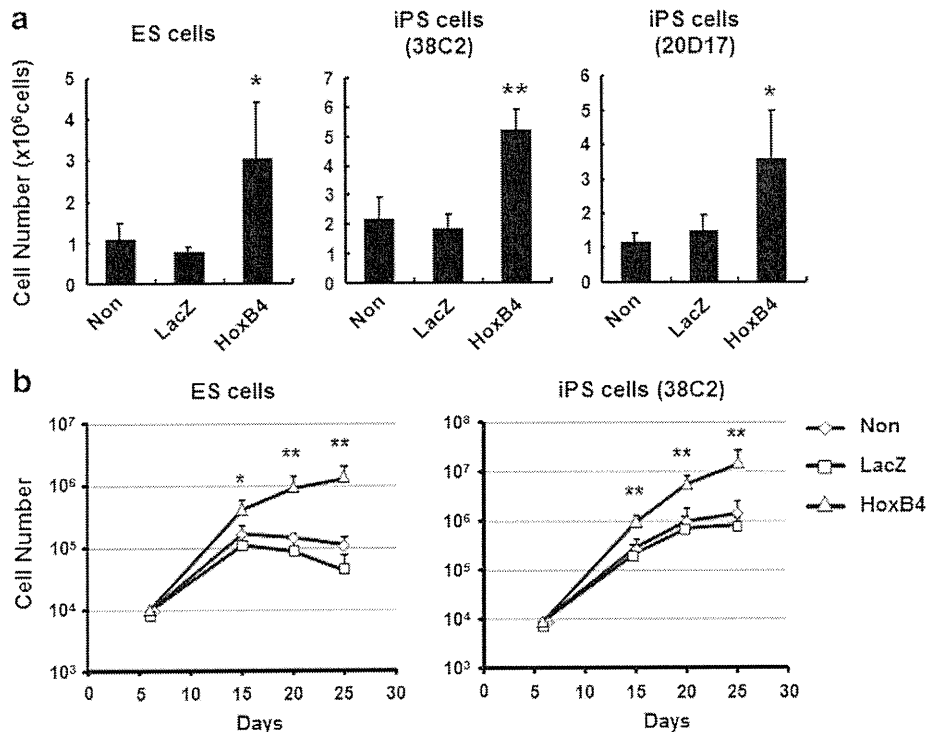 a
ES cells
iPS cells
(38C2)
iPS cells
(20D17)
Cell Number (x10⁶cells)
5
4
3
2
1
0
*
Non
LacZ
HoxB4
7
6
5
4
3
2
1
0
**
Non
LacZ
HoxB4
6
5
4
3
2
1
0
*
Non
LacZ
HoxB4
b
ES cells
Cell Number
10⁷
10⁶
10⁵
10⁴
10³
* ** **
0 5 10 15 20 25 30
Days
iPS cells (38C2)
10⁸
10⁷
10⁶
10⁵
10⁴
10³
** ** **
0 5 10 15 20 25 30
Days
Non
LacZ
HoxB4